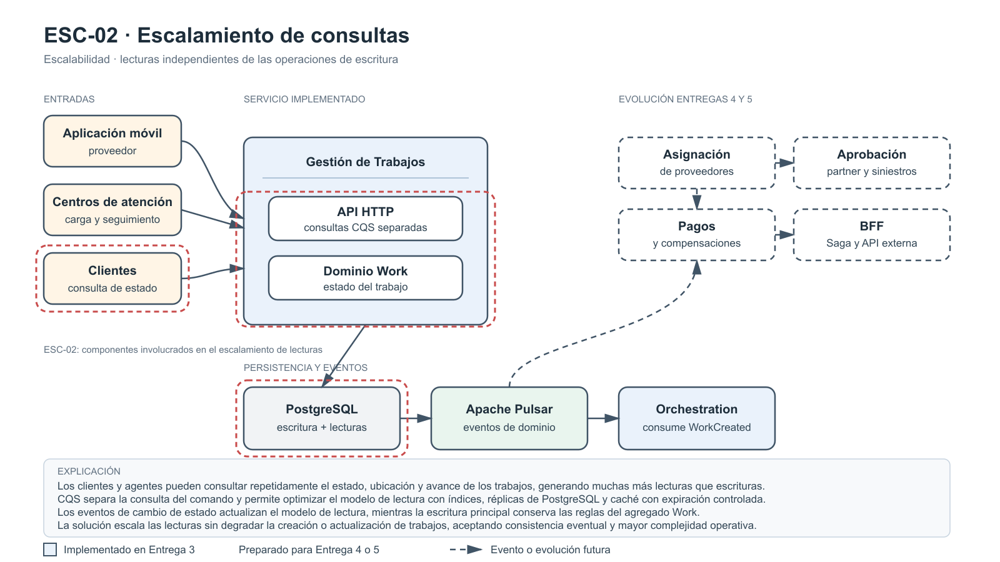 ESC-02 · Escalamiento de consultas
Escalabilidad · lecturas independientes de las operaciones de escritura
ENTRADAS
SERVICIO IMPLEMENTADO
EVOLUCIÓN ENTREGAS 4 Y 5
Aplicación móvil
proveedor
Centros de atención
carga y seguimiento
Clientes
consulta de estado
Gestión de Trabajos
API HTTP
consultas CQS separadas
Dominio Work
estado del trabajo
Asignación
de proveedores
Aprobación
partner y siniestros
Pagos
y compensaciones
BFF
Saga y API externa
ESC-02: componentes involucrados en el escalamiento de lecturas
PERSISTENCIA Y EVENTOS
PostgreSQL
escritura + lecturas
Apache Pulsar
eventos de dominio
Orchestration
consume WorkCreated
EXPLICACIÓN
Los clientes y agentes pueden consultar repetidamente el estado, ubicación y avance de los trabajos, generando muchas más lecturas que escrituras.
CQS separa la consulta del comando y permite optimizar el modelo de lectura con índices, réplicas de PostgreSQL y caché con expiración controlada.
Los eventos de cambio de estado actualizan el modelo de lectura, mientras la escritura principal conserva las reglas del agregado Work.
La solución escala las lecturas sin degradar la creación o actualización de trabajos, aceptando consistencia eventual y mayor complejidad operativa.
Implementado en Entrega 3
Preparado para Entrega 4 o 5
Evento o evolución futura